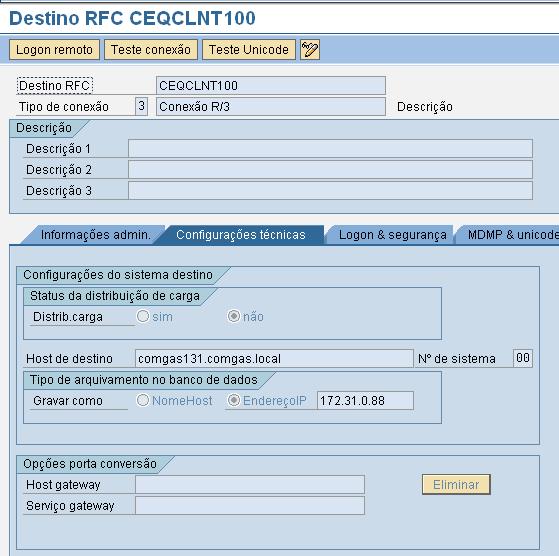 Destino RFC CEQCLNT100
Logon remoto Teste conexão Teste Unicode
Destino RFC CEQCLNT100
Tipo de conexão 3 Conexão R/3 Descrição
Descrição
Descrição 1
Descrição 2
Descrição 3
Informações admin. Configurações técnicas Logon & segurança MDMP & unicode
Configurações do sistema destino
Status da distribuição de carga
Distrib.carga sim não
Host de destino comgas131.comgas.local Nº de sistema 00
Tipo de arquivamento no banco de dados
Gravar como NomeHost EndereçoIP 172.31.0.88
Opções porta conversão
Host gateway Eliminar
Serviço gateway